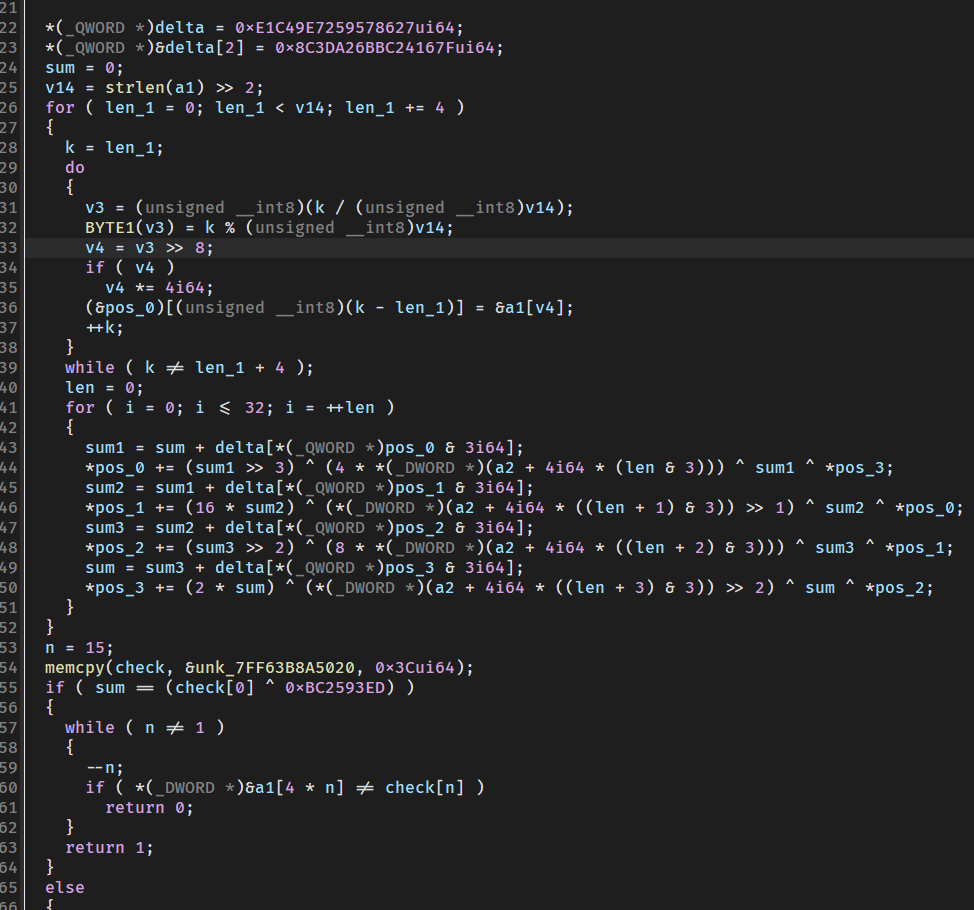 21
22 *(_QWORD *)delta = 0×E1C49E7259578627ui64;
23 *(_QWORD *)&delta[2] = 0×8C3DA26BBC24167Fui64;
24 sum = 0;
25 v14 = strlen(a1) >> 2;
26 for ( len_1 = 0; len_1 < v14; len_1 += 4 )
27 {
28 k = len_1;
29 do
30 {
31 v3 = (unsigned __int8)(k / (unsigned __int8)v14);
32 BYTE1(v3) = k % (unsigned __int8)v14;
33 v4 = v3 >> 8;
34 if ( v4 )
35 v4 *= 4i64;
36 (&pos_0)[(unsigned __int8)(k - len_1)] = &a1[v4];
37 ++k;
38 }
39 while ( k ≠ len_1 + 4 );
40 len = 0;
41 for ( i = 0; i ⩽ 32; i = ++len )
42 {
43 sum1 = sum + delta[*(_QWORD *)pos_0 & 3i64];
44 *pos_0 += (sum1 >> 3) ^ (4 * *(_DWORD *)(a2 + 4i64 * (len & 3))) ^ sum1 ^ *pos_3;
45 sum2 = sum1 + delta[*(_QWORD *)pos_1 & 3i64];
46 *pos_1 += (16 * sum2) ^ (*(_DWORD *)(a2 + 4i64 * ((len + 1) & 3)) >> 1) ^ sum2 ^ *pos_0;
47 sum3 = sum2 + delta[*(_QWORD *)pos_2 & 3i64];
48 *pos_2 += (sum3 >> 2) ^ (8 * *(_DWORD *)(a2 + 4i64 * ((len + 2) & 3))) ^ sum3 ^ *pos_1;
49 sum = sum3 + delta[*(_QWORD *)pos_3 & 3i64];
50 *pos_3 += (2 * sum) ^ (*(_DWORD *)(a2 + 4i64 * ((len + 3) & 3)) >> 2) ^ sum ^ *pos_2;
51 }
52 }
53 n = 15;
54 memcpy(check, &unk_7FF63B8A5020, 0×3Cui64);
55 if ( sum == (check[0] ^ 0×BC2593ED) )
56 {
57 while ( n ≠ 1 )
58 {
59 --n;
60 if ( *(_DWORD *)&a1[4 * n] ≠ check[n] )
61 return 0;
62 }
63 return 1;
64 }
65 else
66 {